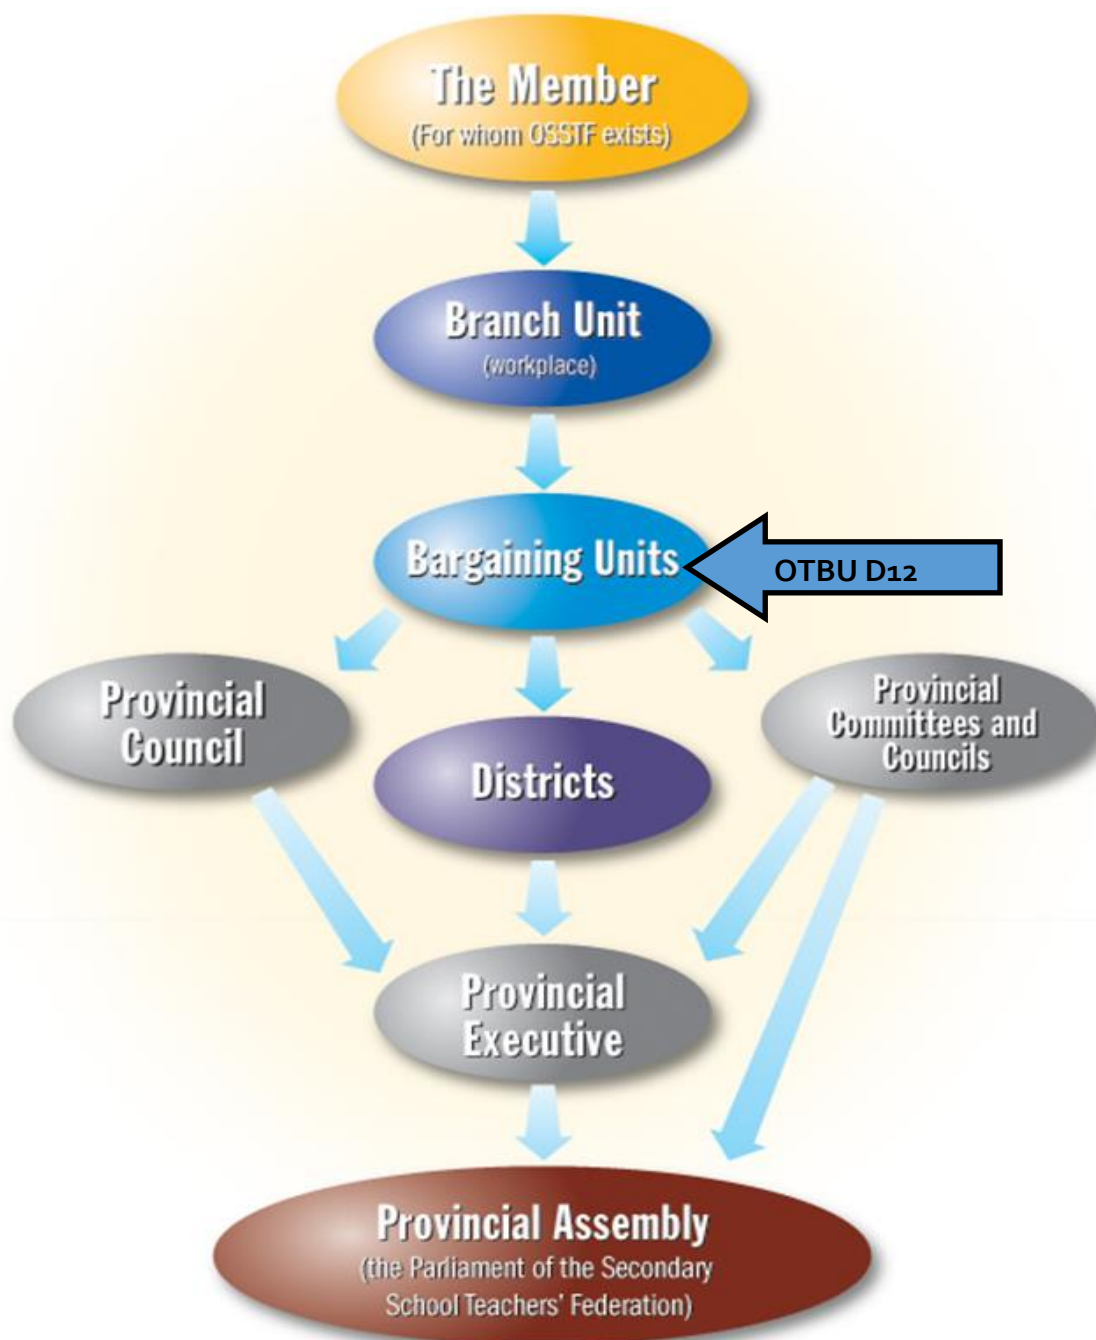 The Member
(For whom OSSTF exists)
Branch Unit
(workplace)
Bargaining Units
OTBU D12
Provincial
Council
Provincial
Committees and
Councils
Districts
Provincial
Executive
Provincial Assembly
(the Parliament of the Secondary
School Teachers' Federation)